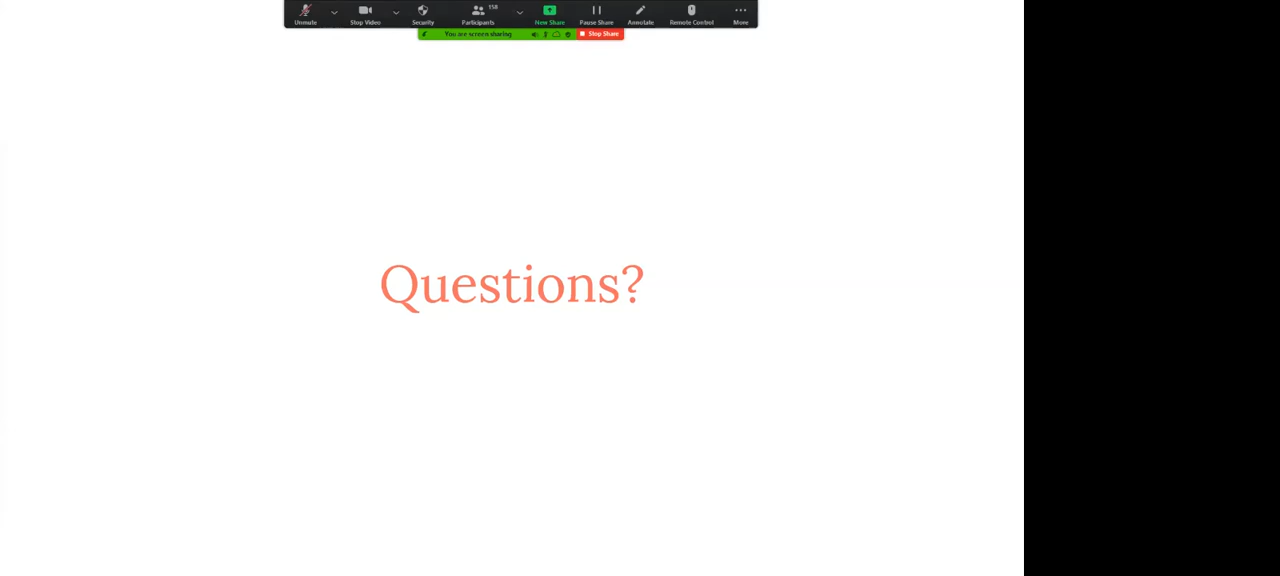 158
Unmute Stop Video Security Participants New Share Pause Share Annotate Remote Control More
You are screen sharing Stop Share
Questions?